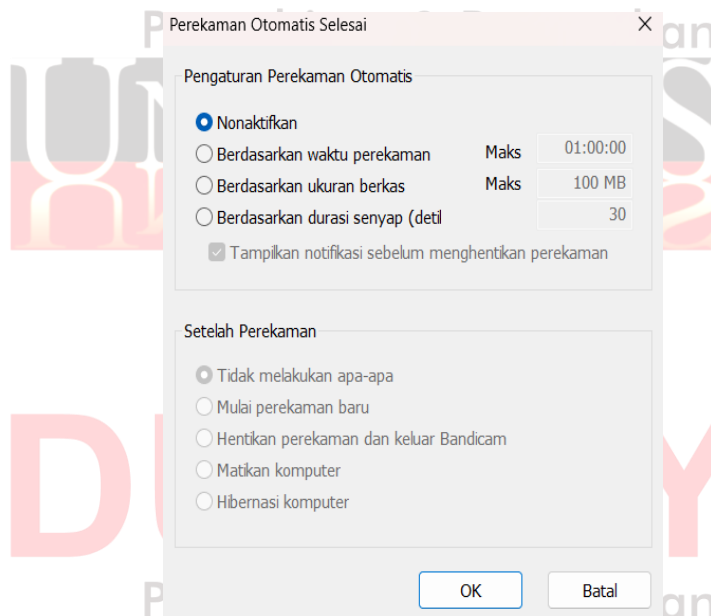 Perekaman Otomatis Selesai
Pengaturan Perekaman Otomatis
Nonaktifkan
Berdasarkan waktu perekaman Maks 01:00:00
Berdasarkan ukuran berkas Maks 100 MB
Berdasarkan durasi senyap (detil 30
Tampilkan notifikasi sebelum menghentikan perekaman
Setelah Perekaman
Tidak melakukan apa-apa
Mulai perekaman baru
Hentikan perekaman dan keluar Bandicam
Matikan komputer
Hibernasi komputer
OK Batal